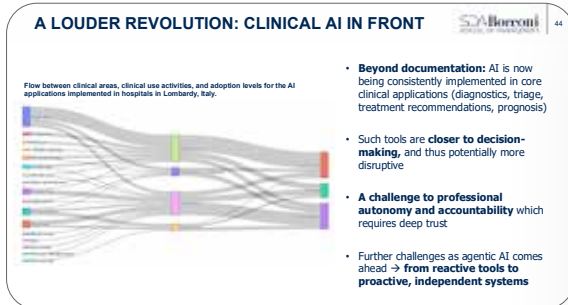 A LOUDER REVOLUTION: CLINICAL AI IN FRONT
SDA Bocconi
SCHOOL OF MANAGEMENT
44
Flow between clinical areas, clinical use activities, and adoption levels for the AI
applications implemented in hospitals in Lombardy, Italy.
• Beyond documentation: AI is now
being consistently implemented in core
clinical applications (diagnostics, triage,
treatment recommendations, prognosis)
• Such tools are closer to decision-
making, and thus potentially more
disruptive
• A challenge to professional
autonomy and accountability which
requires deep trust
• Further challenges as agentic AI comes
ahead → from reactive tools to
proactive, independent systems